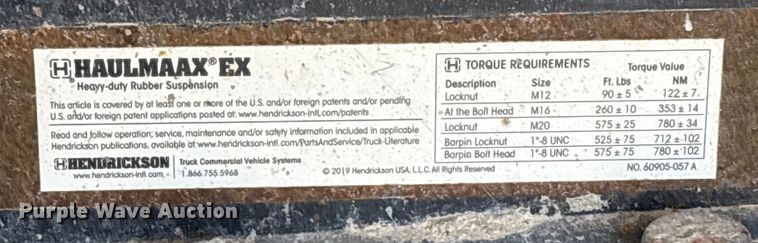 HAULMAAX® EX
Heavy-duty Rubber Suspension
This article is covered by at least one or more of the U.S. and/or foreign patents and/or pending
U.S. and/or foreign patent applications posted at: www.hendrickson-intl.com/patents
Read and follow operation, service, maintenance and/or safety information included in applicable
Hendrickson publications, available at:www.hendrickson-intl.com/PartsAndService/Truck-Literature
HENDRICKSON
www.hendrickson-intl.com
Truck Commercial Vehicle Systems
1.866.755.5968
© 2019 Hendrickson USA, L.L.C. All Rights Reserved
TORQUE REQUIREMENTS Torque Value
Description Size Ft. Lbs NM
Locknut M12 90 ± 5 122 ± 7
At the Bolt Head M16 260 ± 10 353 ± 14
Locknut M20 575 ± 25 780 ± 34
Barpin Locknut 1"-8 UNC 525 ± 75 712 ± 102
Barpin Bolt Head 1"-8 UNC 575 ± 75 780 ± 102
NO. 60905-057 A
Purple Wave Auction